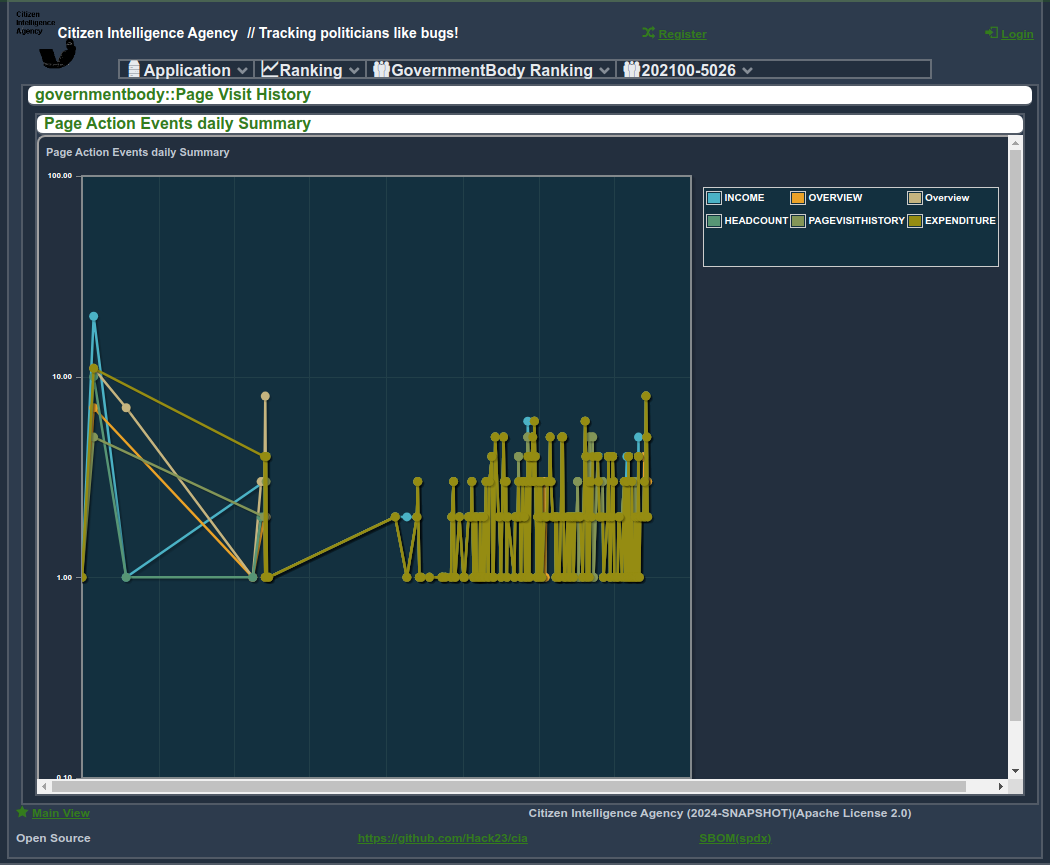 Citizen
Intelligence
Agency
Citizen Intelligence Agency // Tracking politicians like bugs!
Register
Login
Application
Ranking
GovernmentBody Ranking
202100-5026
governmentbody::Page Visit History
Page Action Events daily Summary
Page Action Events daily Summary
100.00
10.00
1.00
0.10
INCOME OVERVIEW Overview
HEADCOUNT PAGEVISITHISTORY EXPENDITURE
Main View
Citizen Intelligence Agency (2024-SNAPSHOT)(Apache License 2.0)
Open Source
https://github.com/Hack23/cia
SBOM(spdx)